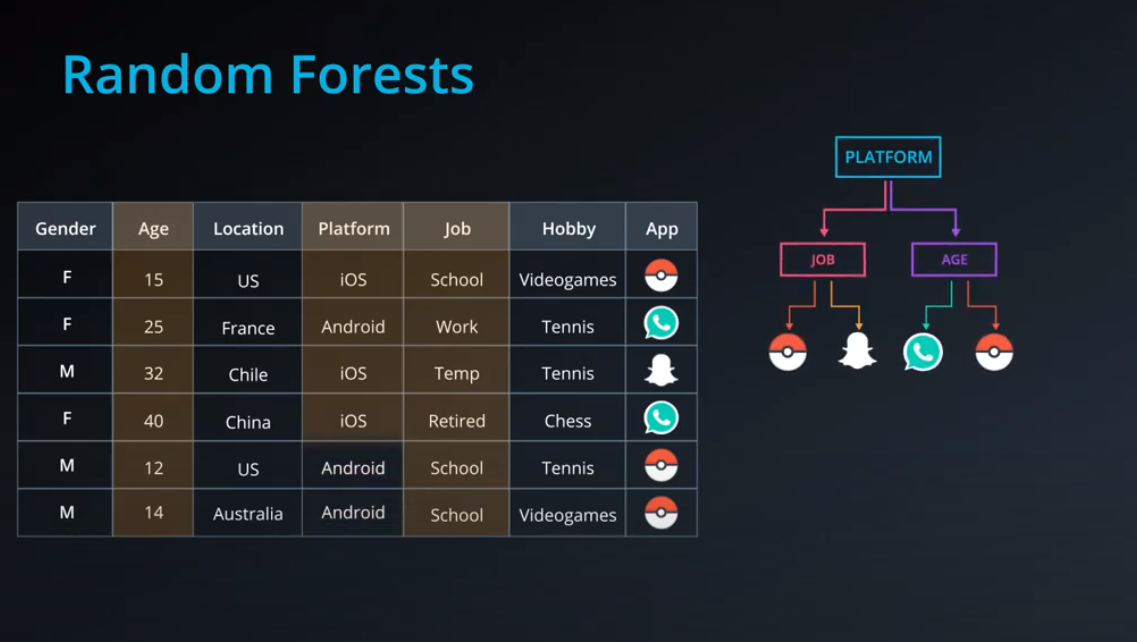 Random Forests
PLATFORM
JOB AGE
Gender Age Location Platform Job Hobby App
F 15 US iOS School Videogames
F 25 France Android Work Tennis
M 32 Chile iOS Temp Tennis
F 40 China iOS Retired Chess
M 12 US Android School Tennis
M 14 Australia Android School Videogames